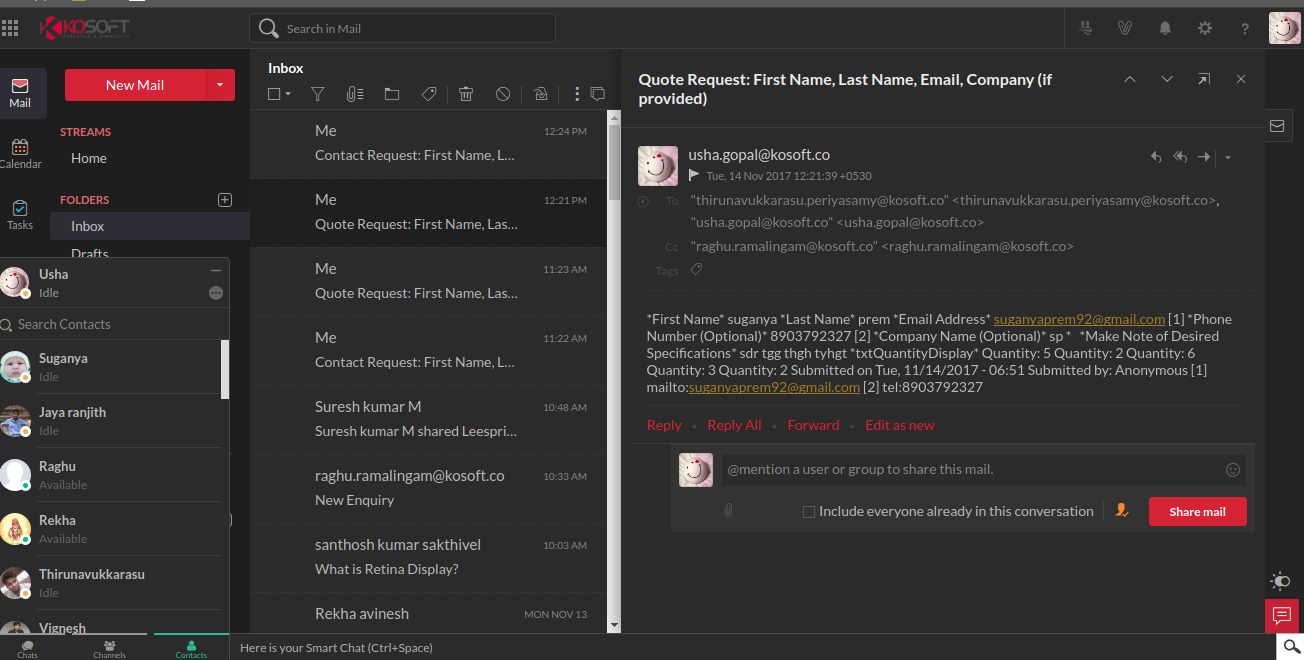 KOSOFT
Search in Mail
?
Mail
Calendar
Tasks
New Mail
STREAMS
Home
FOLDERS
Inbox
Drafts
Usha
Idle
Search Contacts
Suganya
Idle
Jaya ranjith
Idle
Raghu
Available
Rekha
Available
Thirunavukkarasu
Idle
Vignesh
Chats
Channels
Contacts
Inbox
Me 12:24 PM
Contact Request: First Name, L...
Me 12:21 PM
Quote Request: First Name, Las...
Me 11:23 AM
Quote Request: First Name, Las...
Me 11:22 AM
Contact Request: First Name, L...
Suresh kumar M 10:48 AM
Suresh kumar M shared Leespri...
raghu.ramalingam@kosoft.co 10:33 AM
New Enquiry
santhosh kumar sakthivel 10:03 AM
What is Retina Display?
Rekha avinesh MON NOV 13
Here is your Smart Chat (Ctrl+Space)
Quote Request: First Name, Last Name, Email, Company (if
provided)
usha.gopal@kosoft.co
Tue, 14 Nov 2017 12:21:39 +0530
To "thirunavukkarasu.periyasamy@kosoft.co" <thirunavukkarasu.periyasamy@kosoft.co>,
"usha.gopal@kosoft.co" <usha.gopal@kosoft.co>
Cc "raghu.ramalingam@kosoft.co" <raghu.ramalingam@kosoft.co>
Tags
*First Name* suganya *Last Name* prem *Email Address* suganyaprem92@gmail.com [1] *Phone
Number (Optional)* 8903792327 [2] *Company Name (Optional)* sp *   *Make Note of Desired
Specifications* sdr tgg thgh tyhgt *txtQuantityDisplay* Quantity: 5 Quantity: 2 Quantity: 6
Quantity: 3 Quantity: 2 Submitted on Tue, 11/14/2017 - 06:51 Submitted by: Anonymous [1]
mailto:suganyaprem92@gmail.com [2] tel:8903792327
Reply • Reply All • Forward • Edit as new
@mention a user or group to share this mail.
Include everyone already in this conversation
Share mail